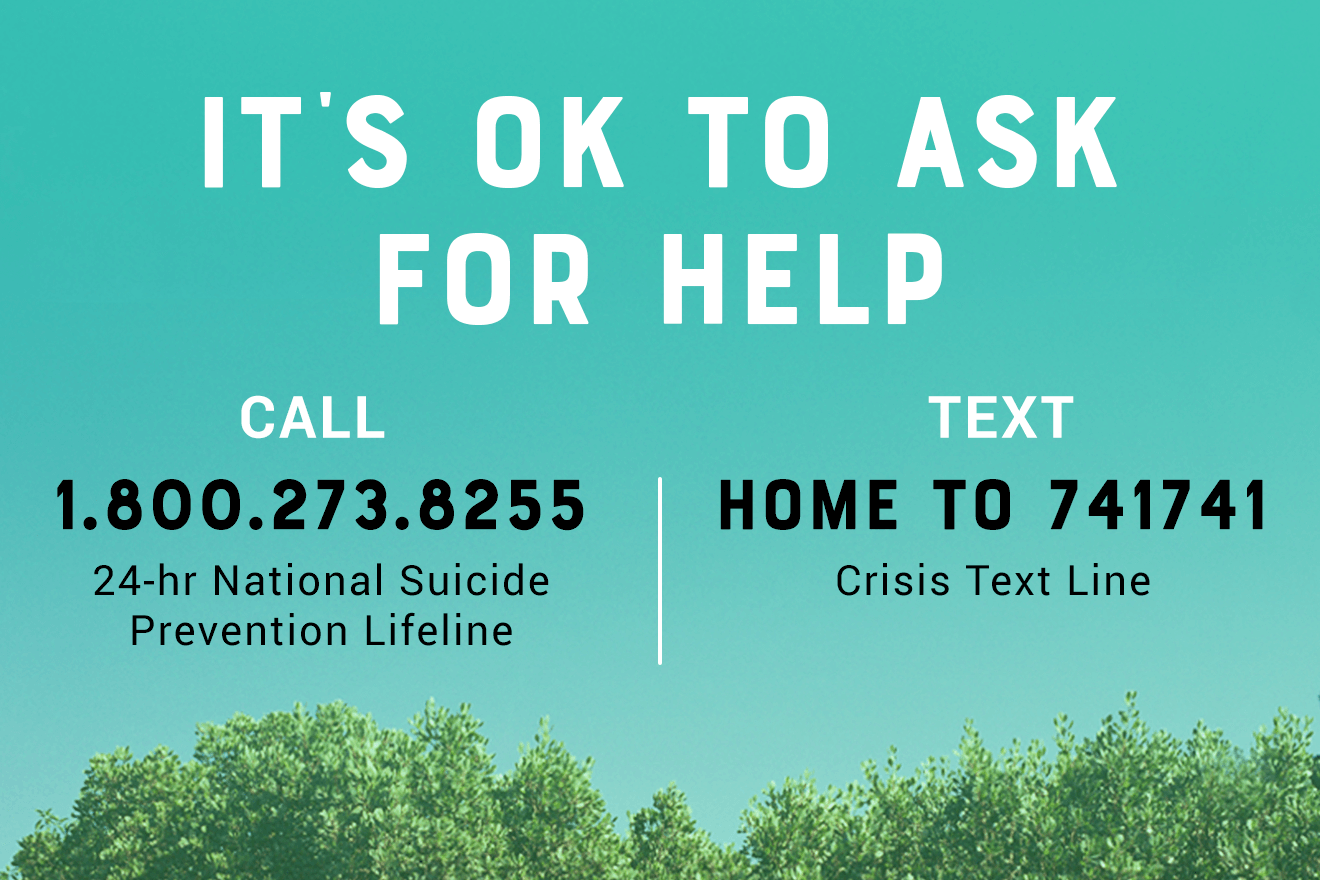 IT'S OK TO ASK
FOR HELP
CALL
1.800.273.8255
24-hr National Suicide
Prevention Lifeline
TEXT
HOME TO 741741
Crisis Text Line